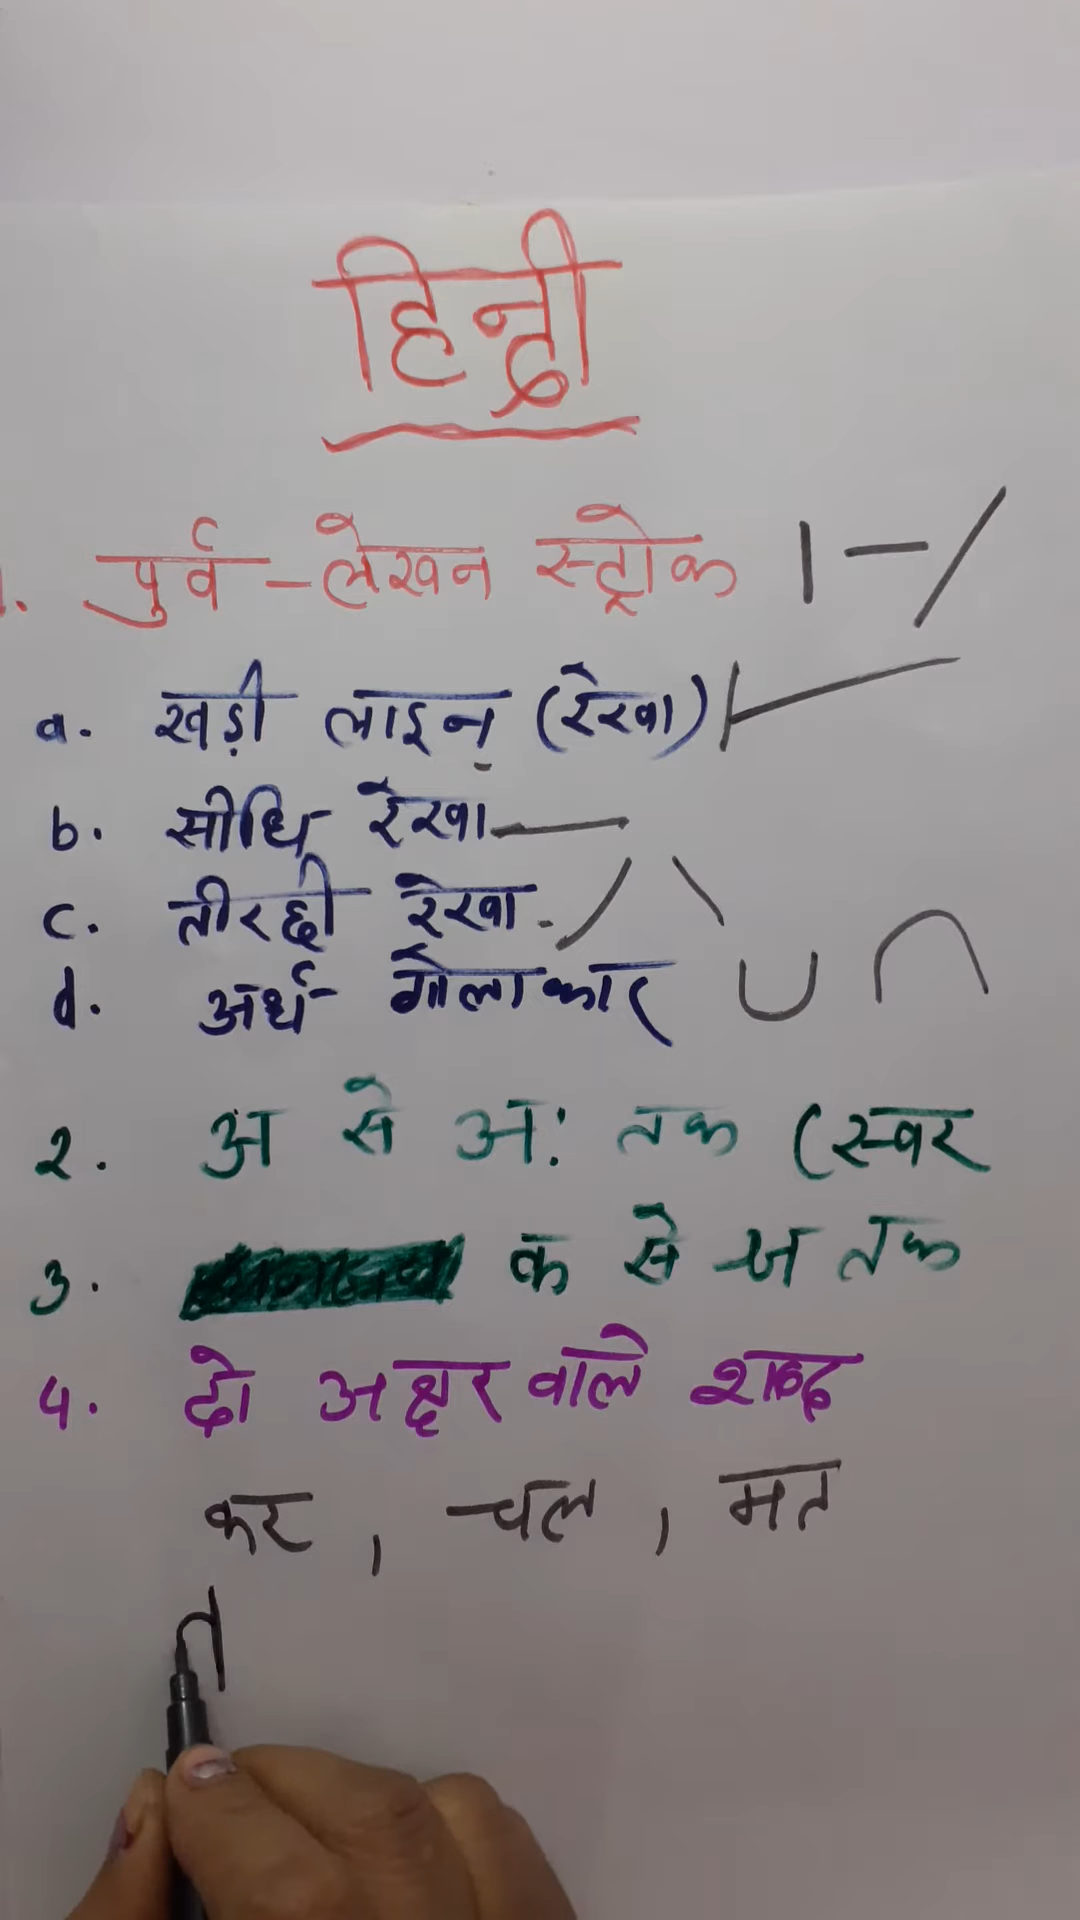 हिन्दी
1. पुर्व - लेखन स्ट्रोक
a. खड़ी लाइन (रेखा)
b. सीधि रेखा
c. तीरछी रेखा -
d. अर्ध गोलाकार
2. अ से अः तक (स्वर
3. क से ज्ञ तक
4. दो अक्षर वाले शब्द
कर, चल, मत
त